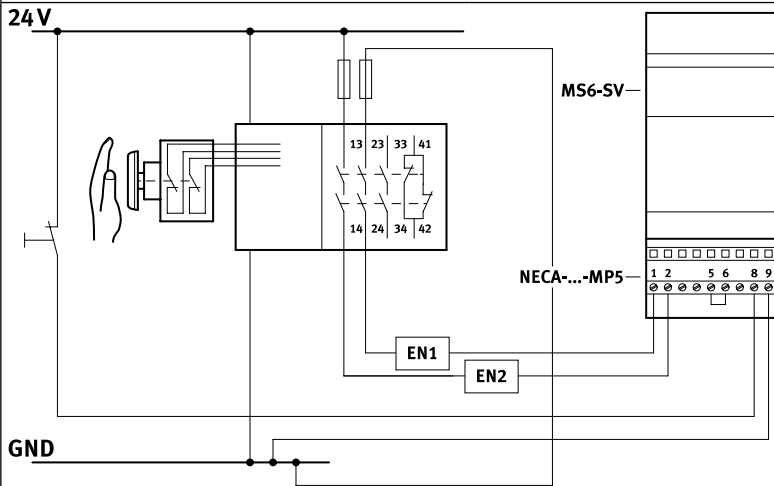 24 V
MS6-SV
13 23 33 41
14 24 34 42
NECA-...-MP5
1 2 5 6 8 9
EN1
EN2
GND